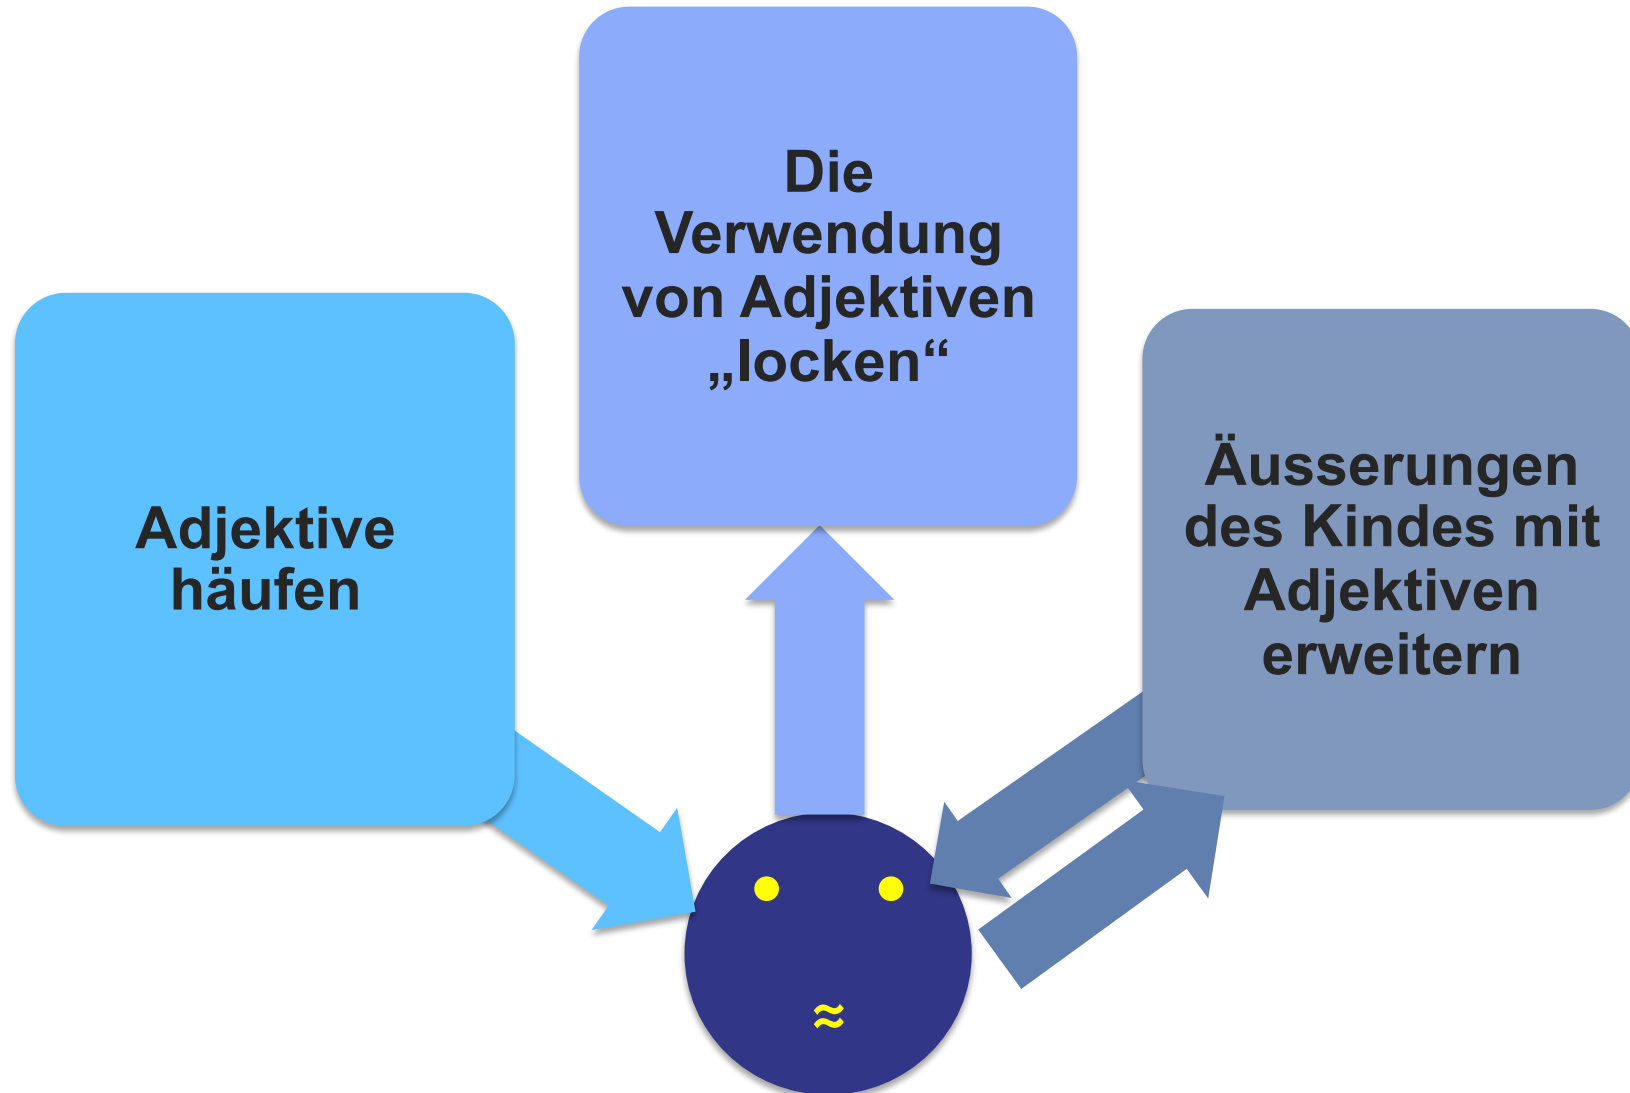 Die
Verwendung
von Adjektiven
„locken“
Adjektive
häufen
Äusserungen
des Kindes mit
Adjektiven
erweitern
≈